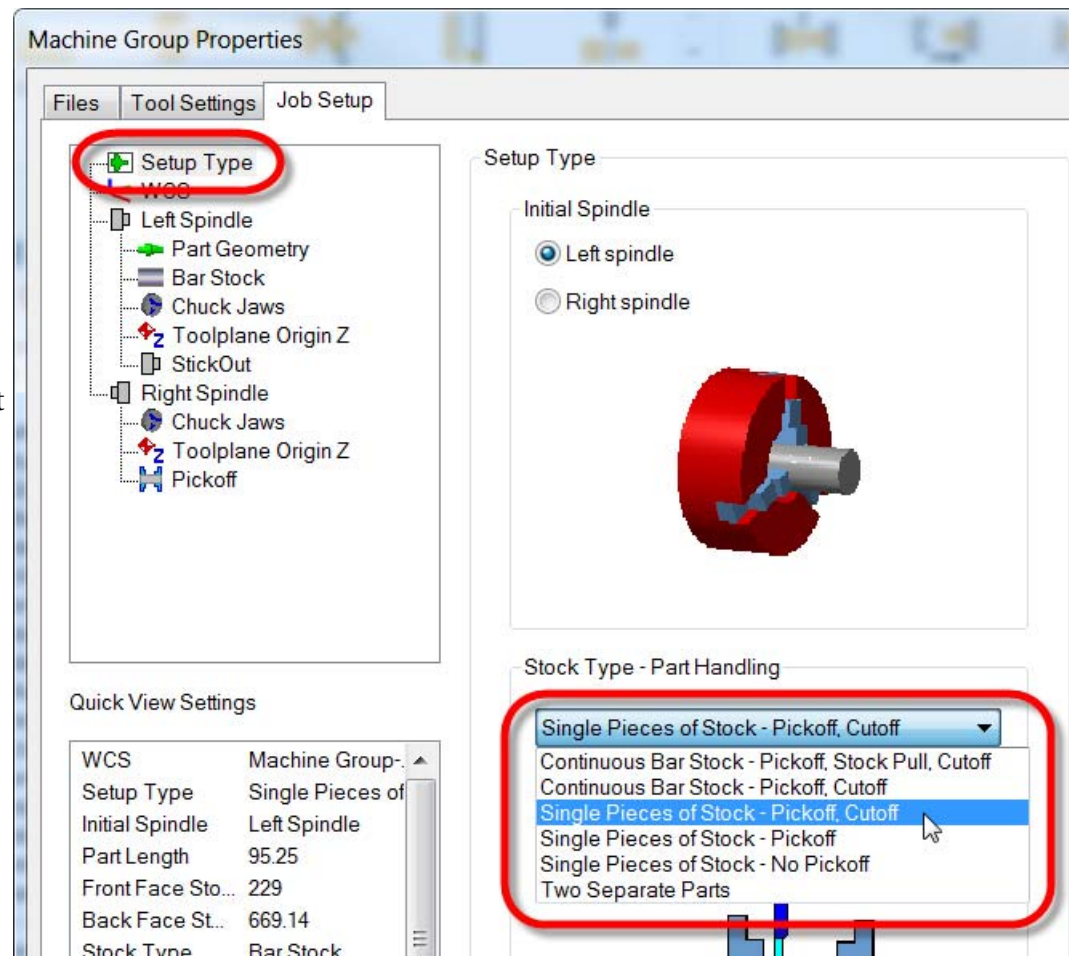 Machine Group Properties
Files
Tool Settings
Job Setup
Setup Type
WCS
Left Spindle
Part Geometry
Bar Stock
Chuck Jaws
Toolplane Origin Z
StickOut
Right Spindle
Chuck Jaws
Toolplane Origin Z
Pickoff
Quick View Settings
WCS Machine Group-.
Setup Type Single Pieces of
Initial Spindle Left Spindle
Part Length 95.25
Front Face Sto... 229
Back Face St... 669.14
Stock Type Bar Stock
Setup Type
Initial Spindle
Left spindle
Right spindle
Stock Type - Part Handling
Single Pieces of Stock - Pickoff, Cutoff
Continuous Bar Stock - Pickoff, Stock Pull, Cutoff
Continuous Bar Stock - Pickoff, Cutoff
Single Pieces of Stock - Pickoff, Cutoff
Single Pieces of Stock - Pickoff
Single Pieces of Stock - No Pickoff
Two Separate Parts